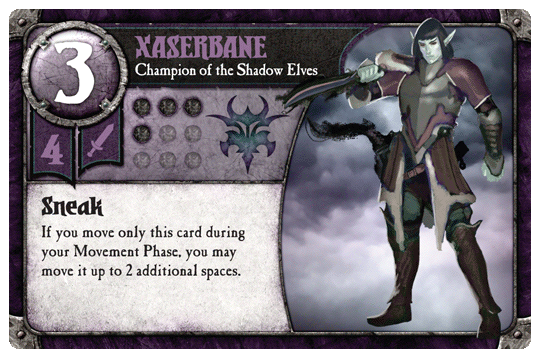 3
XASERBANE
Champion of the Shadow Elves
4
Sneak
If you move only this card during
your Movement Phase, you may
move it up to 2 additional spaces.